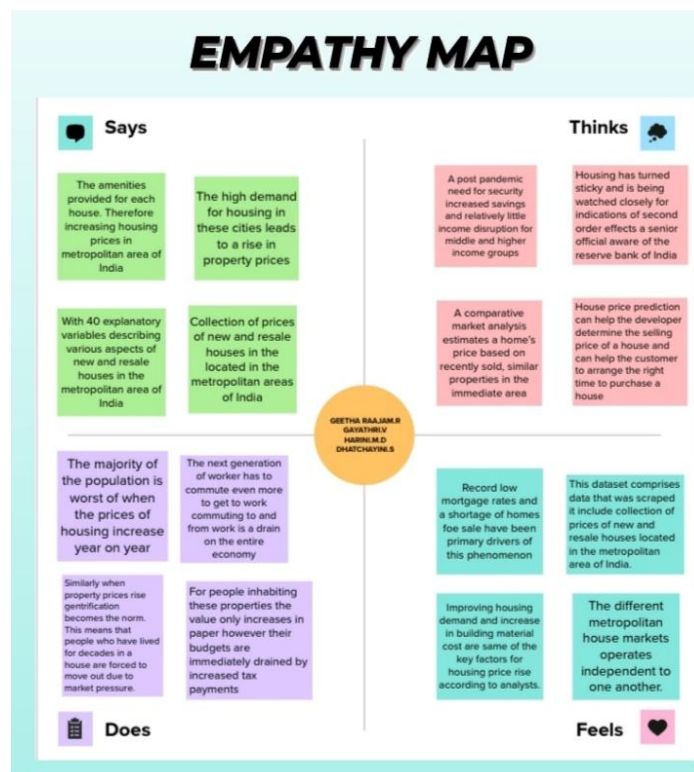 EMPATHY MAP
Says
The amenities
provided for each
house. Therefore
increasing housing
prices in
metropolitan area of
India
The high demand
for housing in
these cities leads
to a rise in
property prices
With 40 explanatory
variables describing
various aspects of
new and resale
houses in the
metropolitan area of
India
Collection of prices
of new and resale
houses in the
located in the
metropolitan areas
of India
Thinks
A post pandemic
need for security
increased savings
and relatively little
income disruption for
middle and higher
income groups
Housing has turned
sticky and is being
watched closely for
indications of second
order effects a senior
official aware of the
reserve bank of India
A comparative
market analysis
estimates a home's
price based on
recently sold, similar
properties in the
immediate area
House price prediction
can help the developer
determine the selling
price of a house and
can help the customer
to arrange the right
time to purchase a
house
GEETHA RAAJAM.R
GAYATHRI.V
HARINI.M.D
DHATCHAYINI.S
The majority of
the population is
worst of when
the prices of
housing increase
year on year
The next generation
of worker has to
commute even more
to get to work
commuting to and
from work is a drain
on the entire
economy
Similarly when
property prices rise
gentrification
becomes the norm.
This means that
people who have lived
for decades in a
house are forced to
move out due to
market pressure.
For people inhabiting
these properties the
value only increases in
paper however their
budgets are
immediately drained by
increased tax
payments
Does
Record low
mortgage rates and
a shortage of homes
foe sale have been
primary drivers of
this phenomenon
This dataset comprises
data that was scraped
it include collection of
prices of new and
resale houses located
in the metropolitan
area of India.
Improving housing
demand and increase
in building material
cost are same of the
key factors for
housing price rise
according to analysts.
The different
metropolitan
house markets
operates
independent to
one another.
Feels